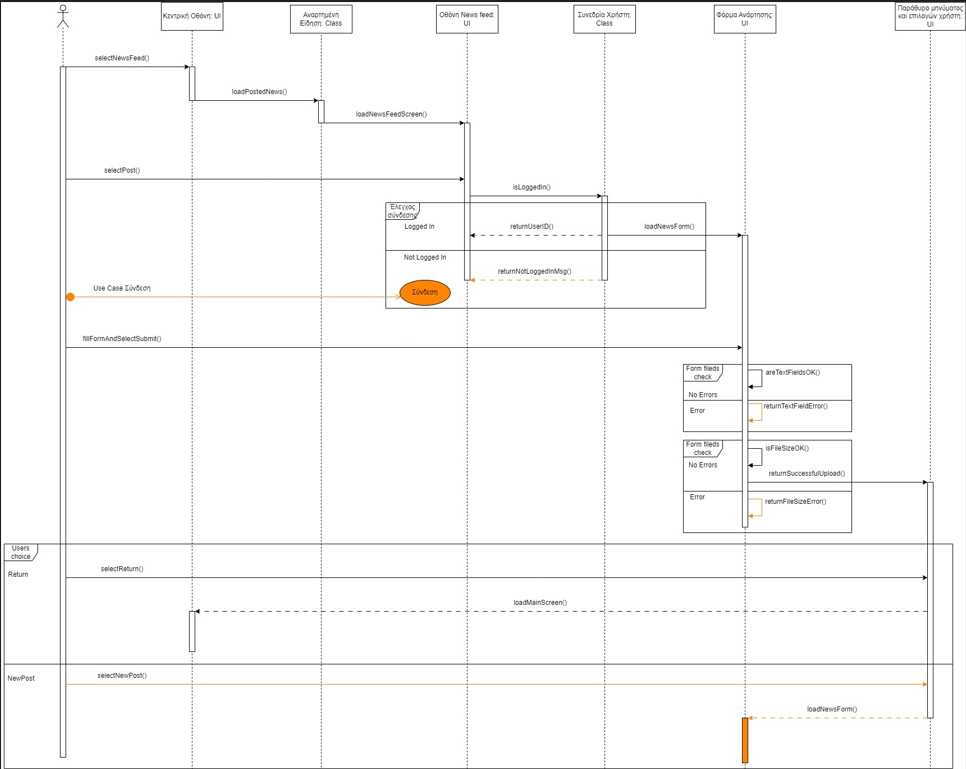 Κεντρική Οθόνη: UI
Αναρτημένη
Είδηση: Class
Οθόνη News feed:
UI
Συνεδρία Χρήστη:
Class
Φόρμα Ανάρτησης:
UI
Παράθυρο μηνύματος
και επιλογών χρήστη:
UI
selectNewsFeed()
loadPostedNews()
loadNewsFeedScreen()
selectPost()
isLoggedIn()
Έλεγχος
σύνδεσης
Logged In
returnUserID()
loadNewsForm()
Not Logged In
returnNotLoggedInMsg()
Use Case Σύνδεση
Σύνδεση
fillFormAndSelectSubmit()
Form fileds
check
areTextFieldsOK()
No Errors
Error
returnTextFieldError()
Form fileds
check
isFileSizeOK()
No Errors
returnSuccessfulUpload()
Error
returnFileSizeError()
Users
choice
Return
selectReturn()
loadMainScreen()
NewPost
selectNewPost()
loadNewsForm()